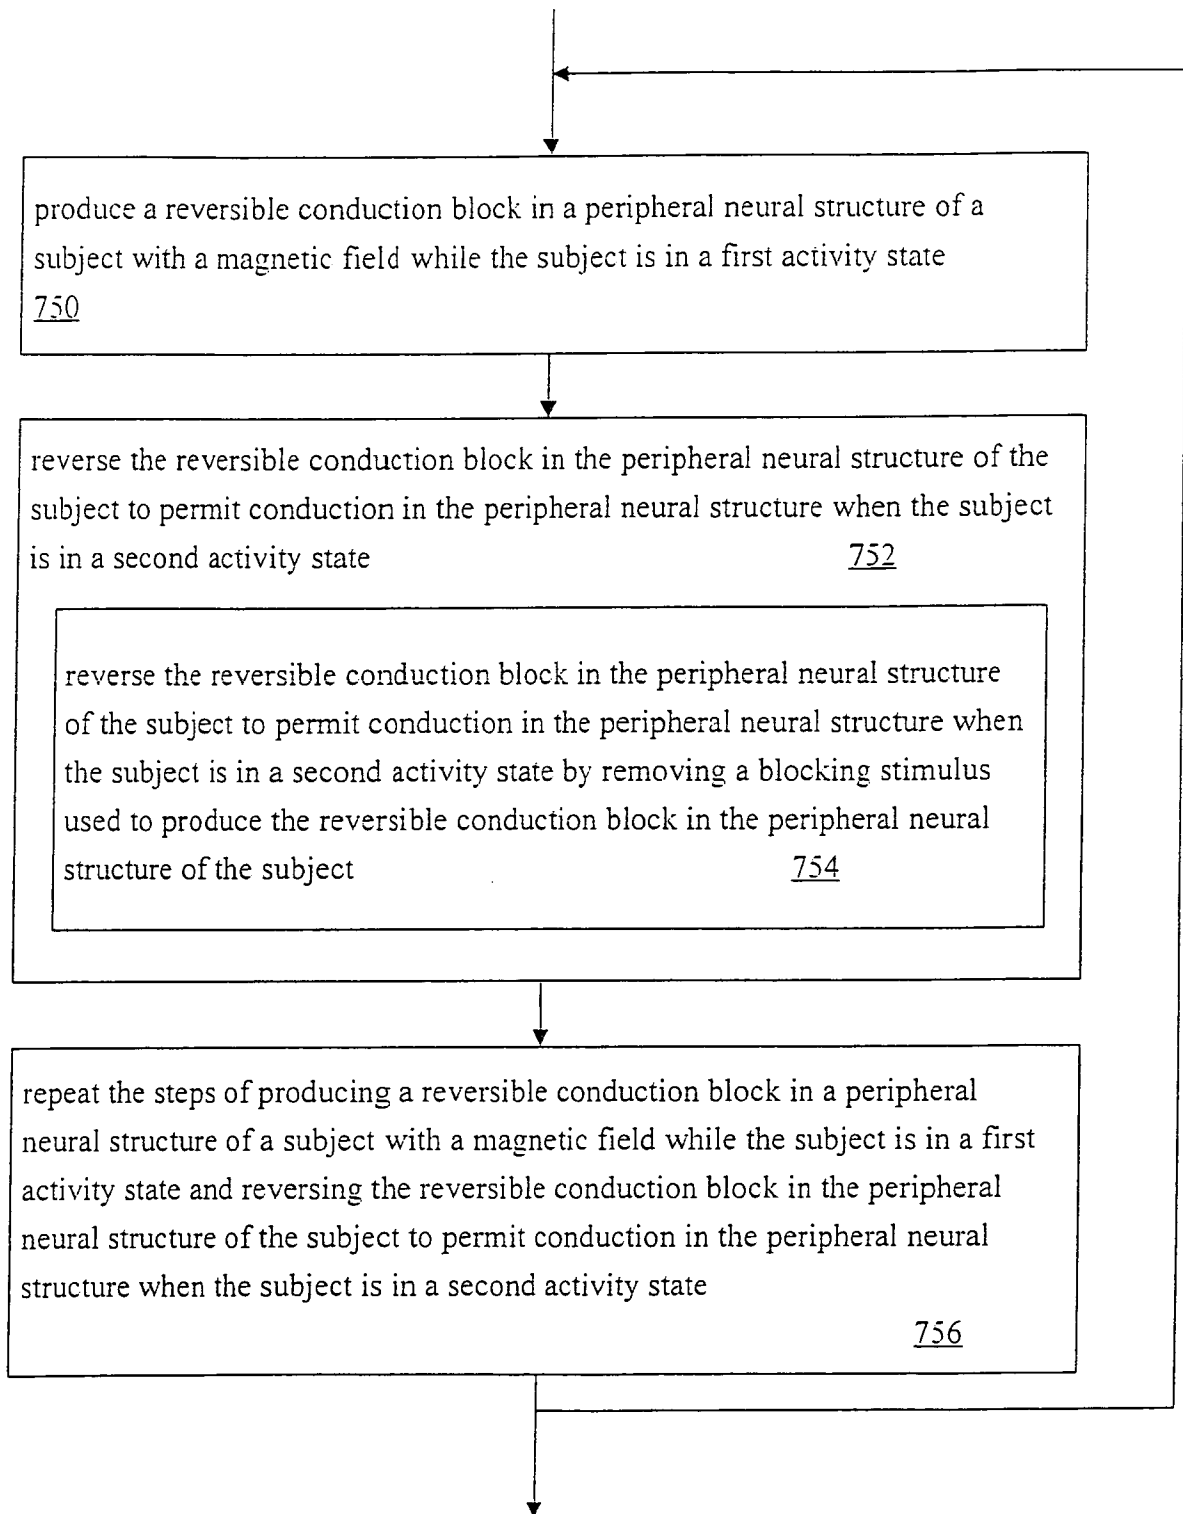 produce a reversible conduction block in a peripheral neural structure of a
subject with a magnetic field while the subject is in a first activity state
750
reverse the reversible conduction block in the peripheral neural structure of the
subject to permit conduction in the peripheral neural structure when the subject
is in a second activity state 752
reverse the reversible conduction block in the peripheral neural structure
of the subject to permit conduction in the peripheral neural structure when
the subject is in a second activity state by removing a blocking stimulus
used to produce the reversible conduction block in the peripheral neural
structure of the subject 754
repeat the steps of producing a reversible conduction block in a peripheral
neural structure of a subject with a magnetic field while the subject is in a first
activity state and reversing the reversible conduction block in the peripheral
neural structure of the subject to permit conduction in the peripheral neural
structure when the subject is in a second activity state
756